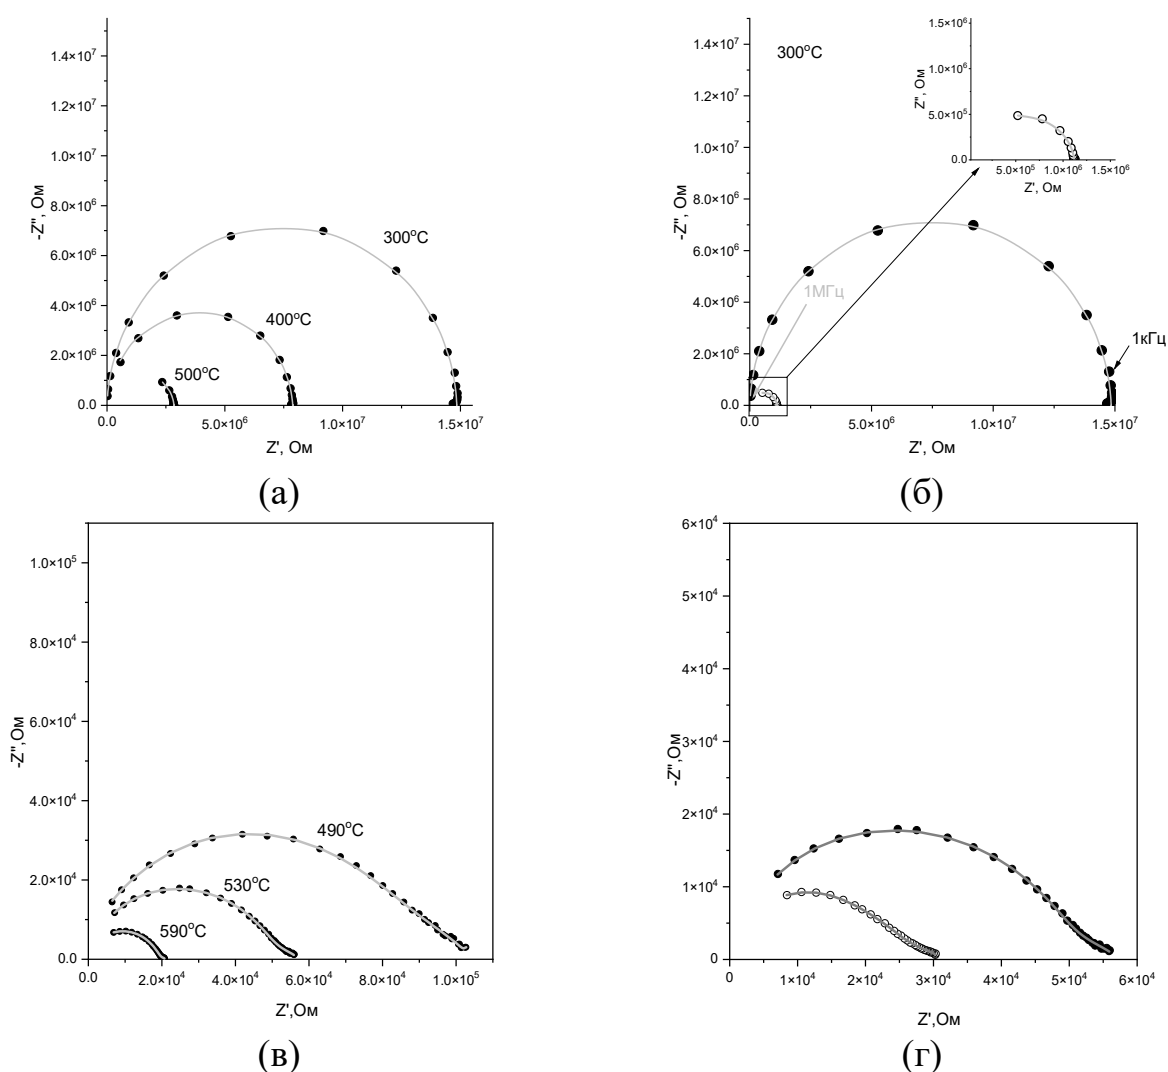 1.4×10⁷
1.2×10⁷
1.0×10⁷
8.0×10⁶
6.0×10⁶
4.0×10⁶
2.0×10⁶
0.0
-Z'', Ом
300°C
400°C
500°C
0.0 5.0×10⁶ 1.0×10⁷ 1.5×10⁷
Z', Ом
(а)
300°C
1.4×10⁷
1.2×10⁷
1.0×10⁷
8.0×10⁶
6.0×10⁶
4.0×10⁶
2.0×10⁶
0.0
-Z'', Ом
1.5×10⁶
1.0×10⁶
5.0×10⁵
0.0
Z'', Ом
5.0×10⁵ 1.0×10⁶ 1.5×10⁶
Z', Ом
1МГц
1кГц
0.0 5.0×10⁶ 1.0×10⁷ 1.5×10⁷
Z', Ом
(б)
1.0×10⁵
8.0×10⁴
6.0×10⁴
4.0×10⁴
2.0×10⁴
0.0
-Z'',Ом
490°C
530°C
590°C
0.0 2.0×10⁴ 4.0×10⁴ 6.0×10⁴ 8.0×10⁴ 1.0×10⁵
Z',Ом
(в)
6×10⁴
5×10⁴
4×10⁴
3×10⁴
2×10⁴
1×10⁴
0
-Z'',Ом
0 1×10⁴ 2×10⁴ 3×10⁴ 4×10⁴ 5×10⁴ 6×10⁴
Z',Ом
(г)